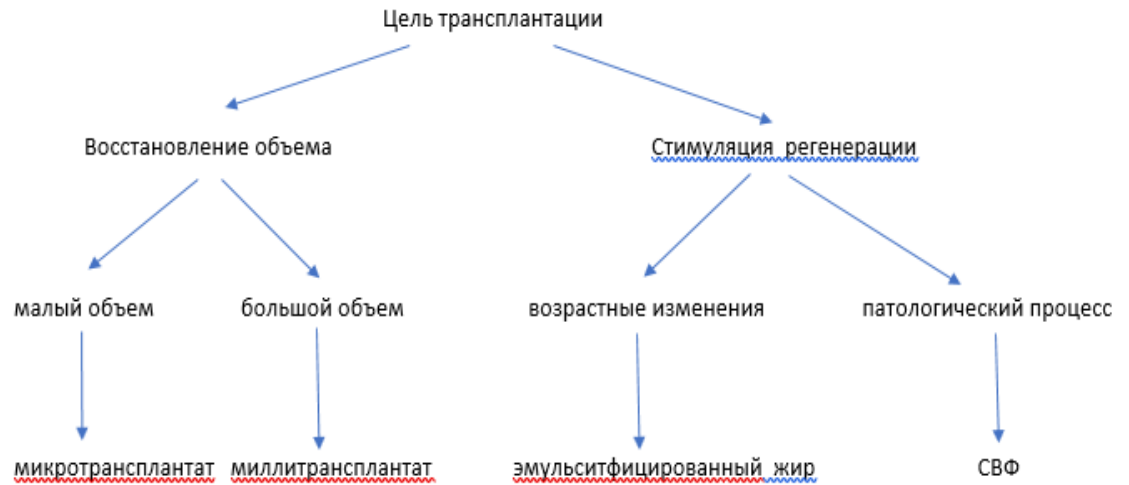 Цель трансплантации
Восстановление объема
Стимуляция регенерации
малый объем
большой объем
возрастные изменения
патологический процесс
микротрансплантат
миллитрансплантат
эмульситфицированный жир
СВФ